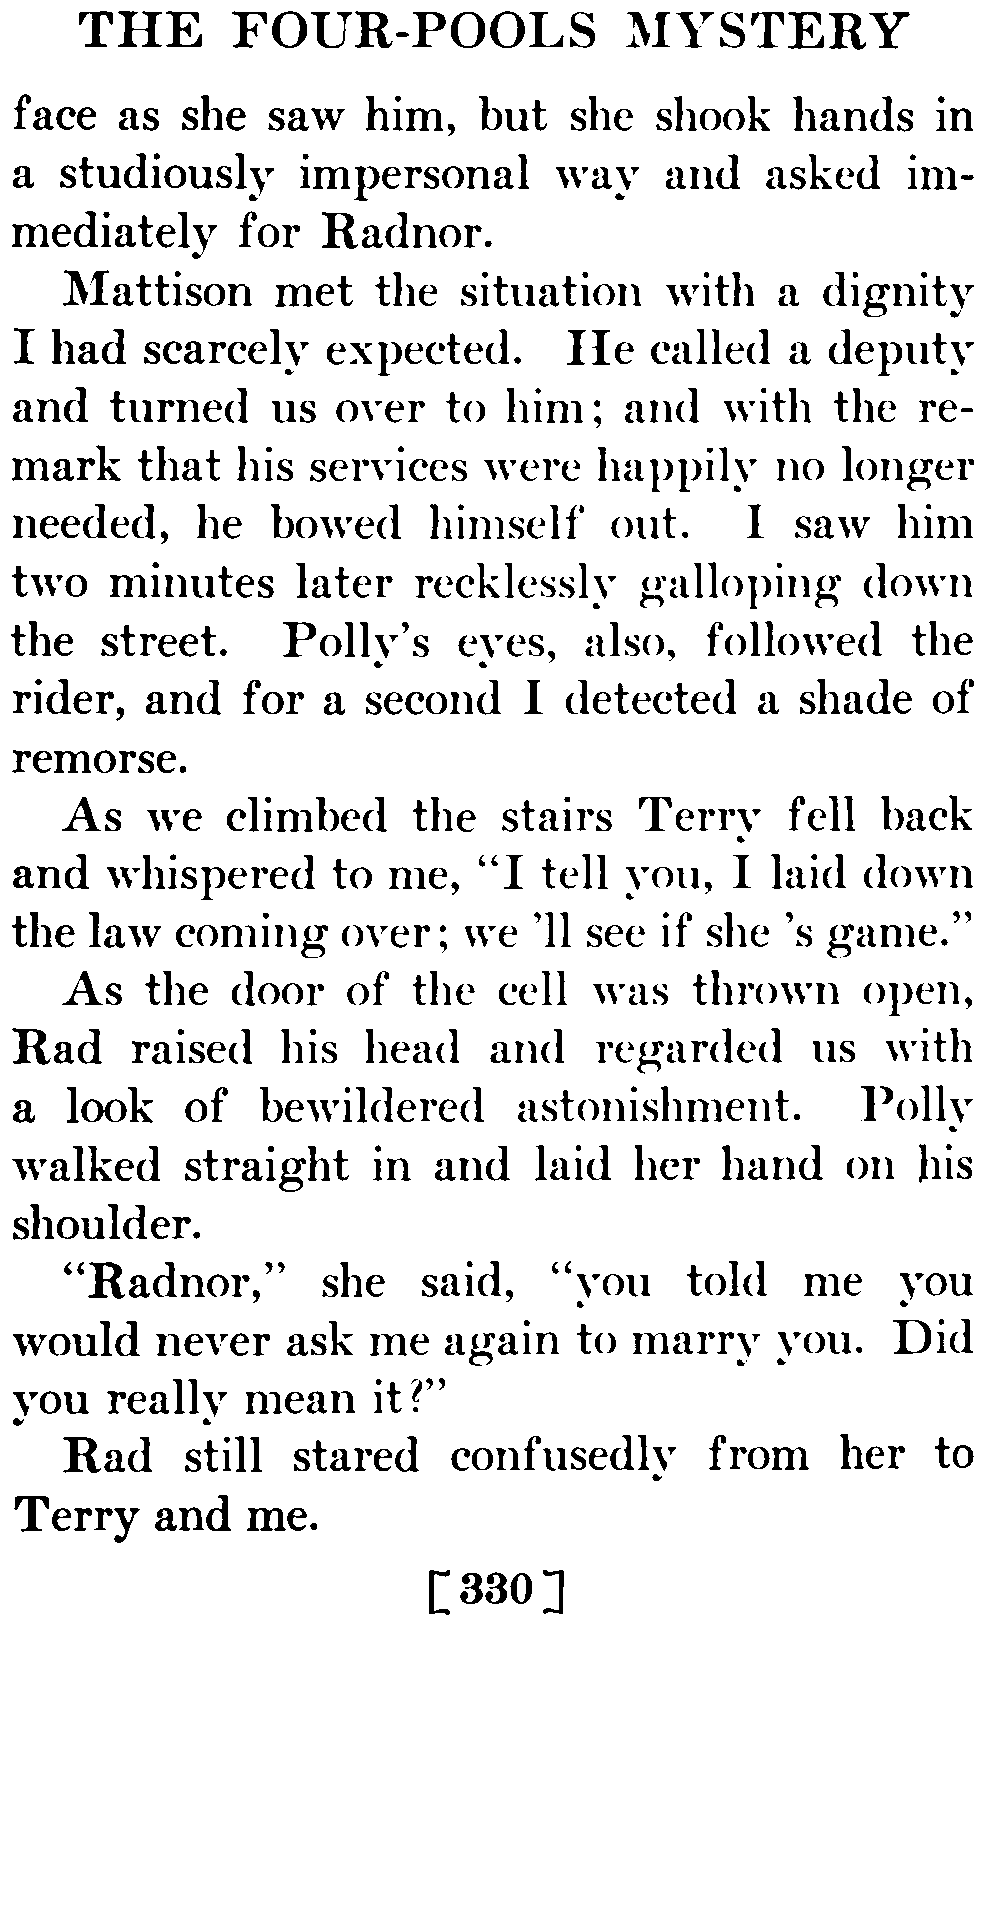 THE FOUR-POOLS MYSTERY
face as she saw him, but she shook hands in
a studiously impersonal way and asked im-
mediately for Radnor.
Mattison met the situation with a dignity
I had scarcely expected. He called a deputy
and turned us over to him; and with the re-
mark that his services were happily no longer
needed, he bowed himself out. I saw him
two minutes later recklessly galloping down
the street. Polly's eyes, also, followed the
rider, and for a second I detected a shade of
remorse.
As we climbed the stairs Terry fell back
and whispered to me, “I tell you, I laid down
the law coming over; we 'll see if she 's game.”
As the door of the cell was thrown open,
Rad raised his head and regarded us with
a look of bewildered astonishment. Polly
walked straight in and laid her hand on his
shoulder.
“Radnor,” she said, “you told me you
would never ask me again to marry you. Did
you really mean it?”
Rad still stared confusedly from her to
Terry and me.
[330]